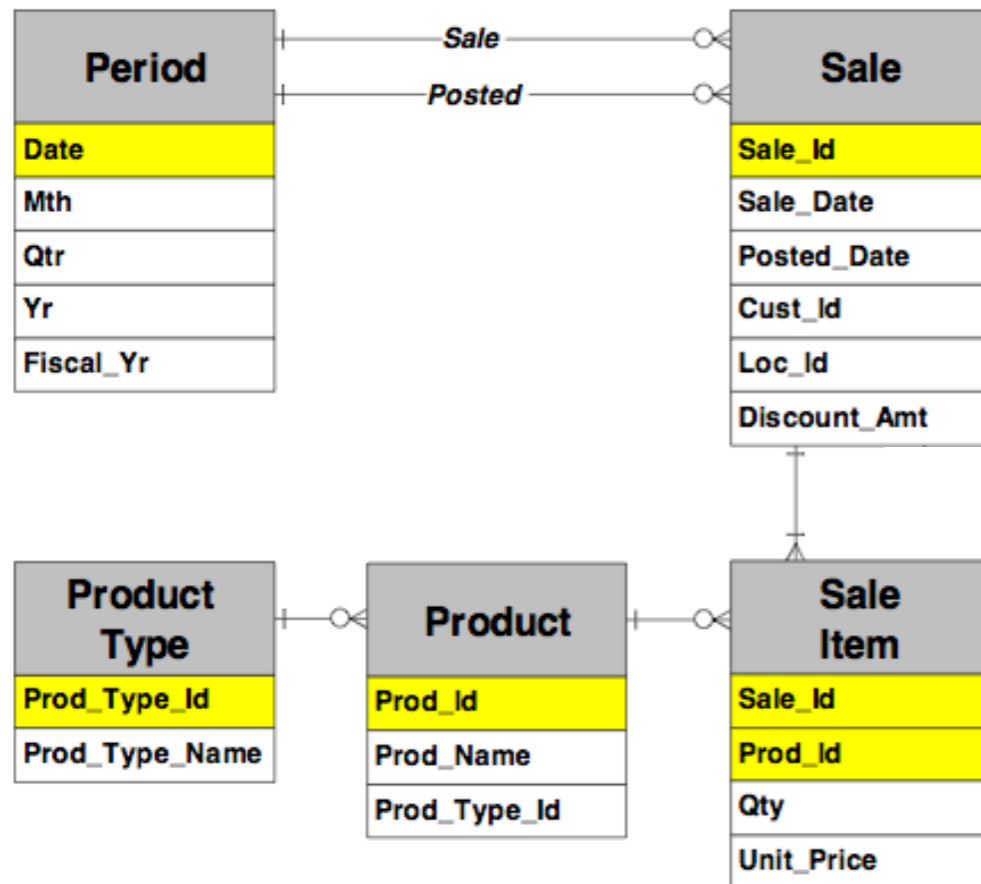 Period
Date
Mth
Qtr
Yr
Fiscal_Yr
Sale
Posted
Sale
Sale_Id
Sale_Date
Posted_Date
Cust_Id
Loc_Id
Discount_Amt
Product
Type
Prod_Type_Id
Prod_Type_Name
Product
Prod_Id
Prod_Name
Prod_Type_Id
Sale
Item
Sale_Id
Prod_Id
Qty
Unit_Price